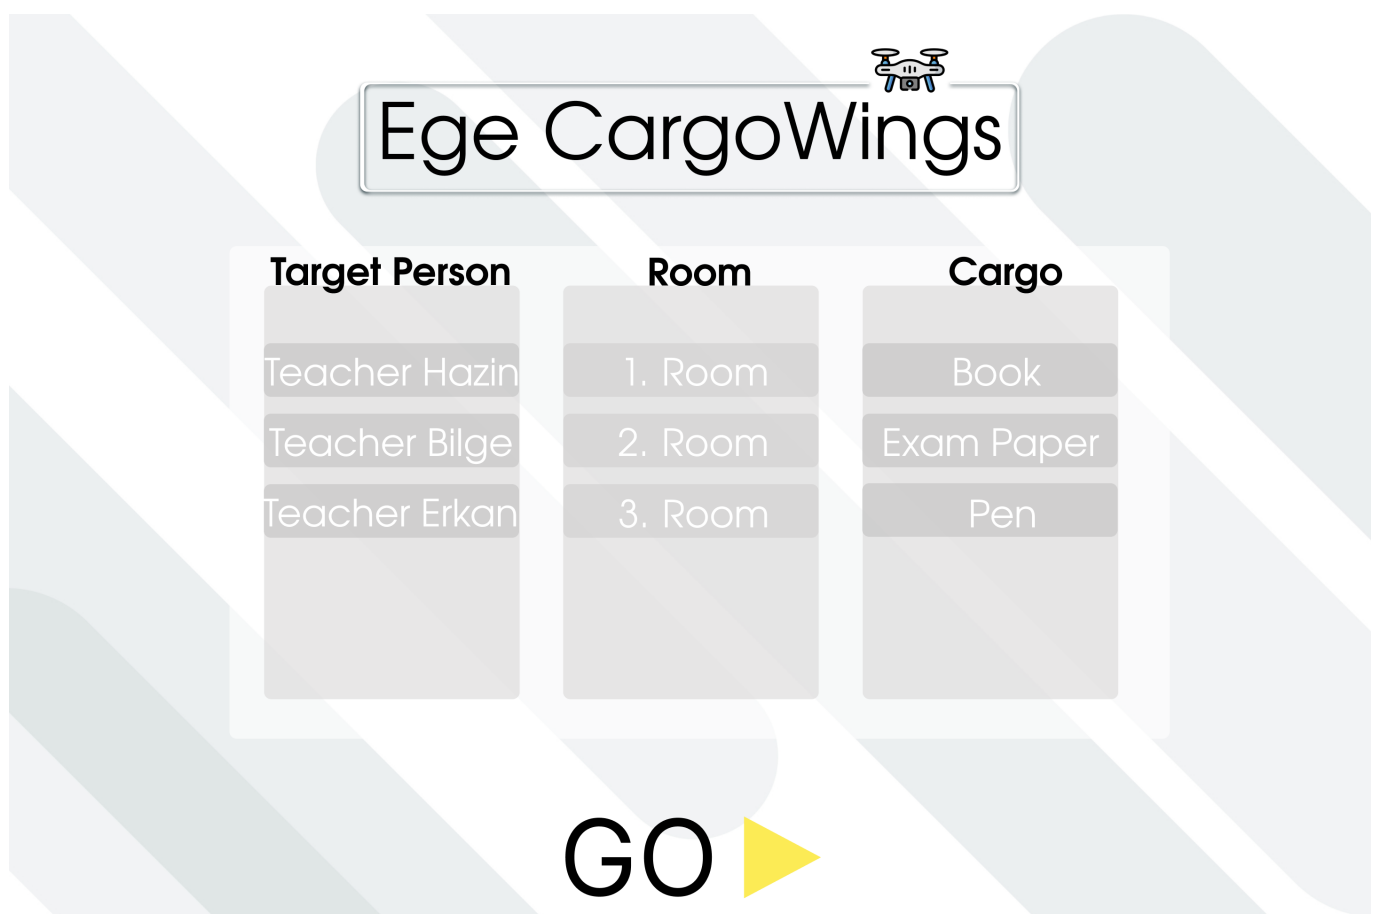 Ege CargoWings
Target Person
Room
Cargo
Teacher Hazin
1. Room
Book
Teacher Bilge
2. Room
Exam Paper
Teacher Erkan
3. Room
Pen
GO